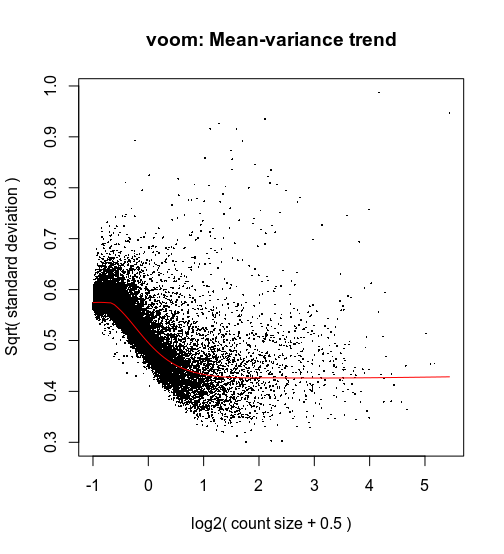 voom: Mean-variance trend
Sqrt( standard deviation )
1.0
0.9
0.8
0.7
0.6
0.5
0.4
0.3
-1 0 1 2 3 4 5
log2( count size + 0.5 )